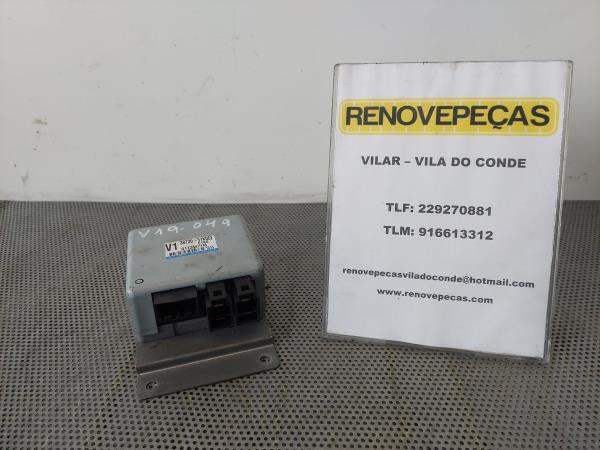 V19-049
V1
RENOVEPEÇAS
VILAR – VILA DO CONDE
TLF: 229270881
TLM: 916613312
renovepecasviladoconde@hotmail.com
www.renovepecas.com